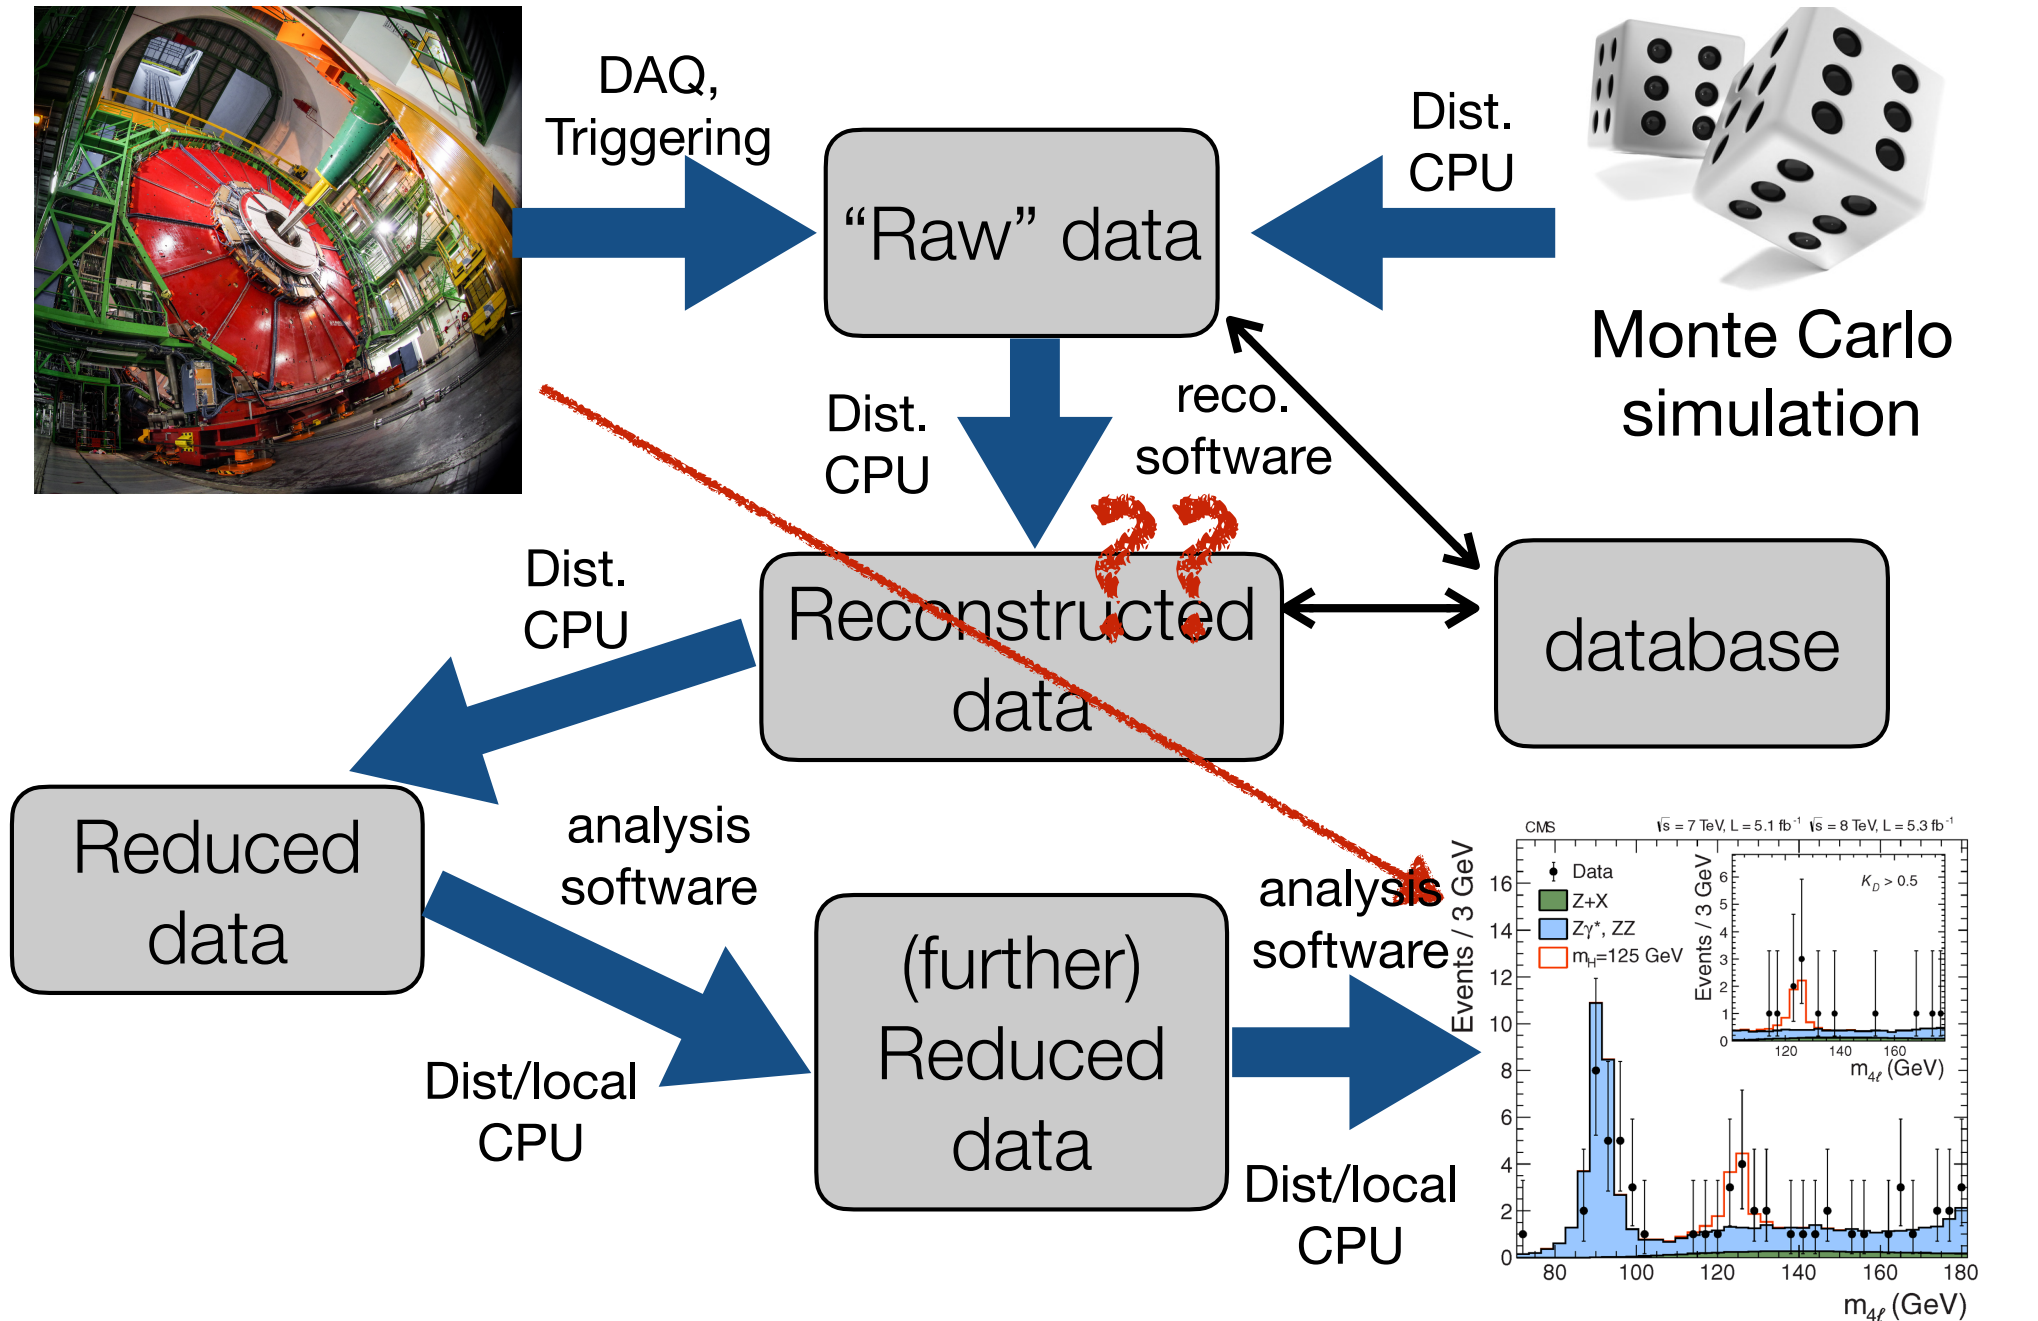 DAQ,
Triggering
“Raw” data
Dist.
CPU
Monte Carlo
simulation
Dist.
CPU
reco.
software
??
Dist.
CPU
Reconstructed
data
database
Reduced
data
analysis
software
Dist/local
CPU
(further)
Reduced
data
analysis
software
Dist/local
CPU
CMS
√s = 7 TeV, L = 5.1 fb⁻¹ √s = 8 TeV, L = 5.3 fb⁻¹
Events / 3 GeV
16
14
12
10
8
6
4
2
0
Data
Z+X
Zγ*, ZZ
m_H=125 GeV
80 100 120 140 160 180
m_4ℓ (GeV)
Events / 3 GeV
6
5
4
3
2
1
0
K_D > 0.5
120 140 160
m_4ℓ (GeV)